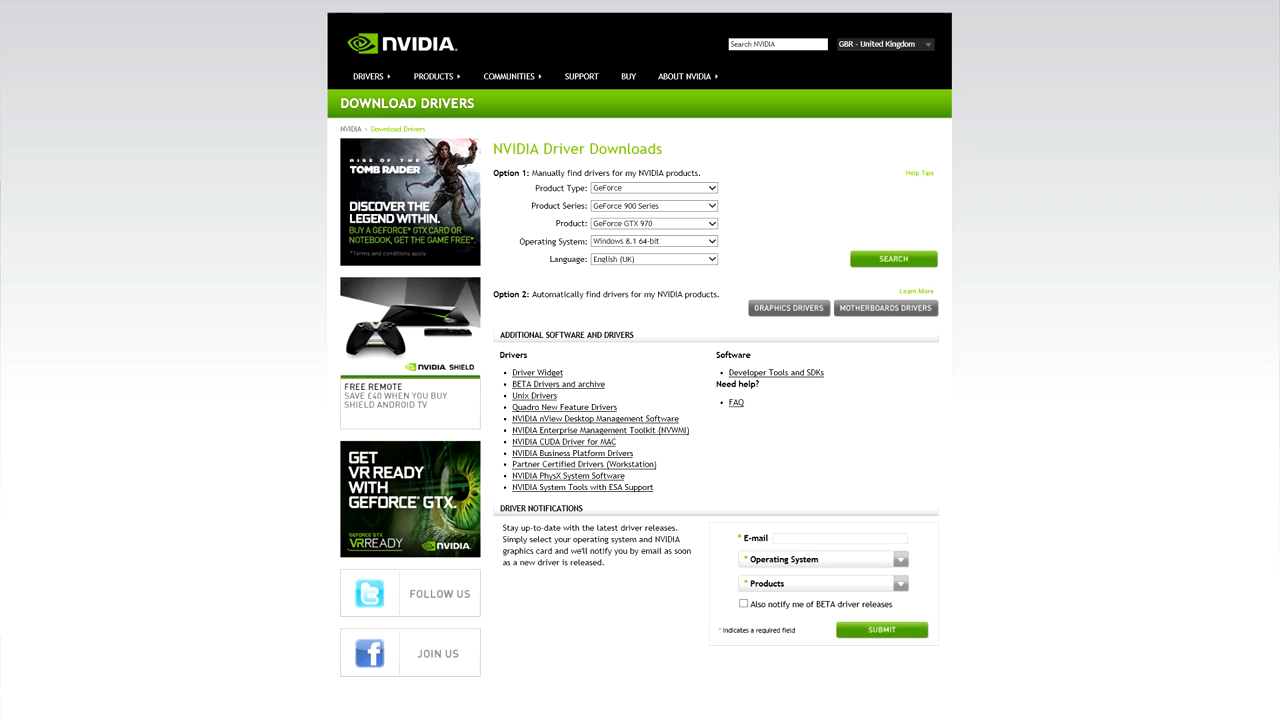 NVIDIA.
Search NVIDIA
GBR - United Kingdom
DRIVERS
PRODUCTS
COMMUNITIES
SUPPORT
BUY
ABOUT NVIDIA
DOWNLOAD DRIVERS
NVIDIA > Download Drivers
RISE OF THE
TOMB RAIDER
DISCOVER THE
LEGEND WITHIN.
BUY A GEFORCE® GTX CARD OR
NOTEBOOK, GET THE GAME FREE*.
*Terms and conditions apply
NVIDIA. SHIELD
FREE REMOTE
SAVE £40 WHEN YOU BUY
SHIELD ANDROID TV
GET
VR READY
WITH
GEFORCE® GTX.
GEFORCE GTX
VR READY
NVIDIA.
FOLLOW US
JOIN US
NVIDIA Driver Downloads
Option 1: Manually find drivers for my NVIDIA products.
Help Tips
Product Type: GeForce
Product Series: GeForce 900 Series
Product: GeForce GTX 970
Operating System: Windows 8.1 64-bit
Language: English (UK)
SEARCH
Option 2: Automatically find drivers for my NVIDIA products.
Learn More
GRAPHICS DRIVERS
MOTHERBOARDS DRIVERS
ADDITIONAL SOFTWARE AND DRIVERS
Drivers
• Driver Widget
• BETA Drivers and archive
• Unix Drivers
• Quadro New Feature Drivers
• NVIDIA nView Desktop Management Software
• NVIDIA Enterprise Management Toolkit (NVWMI)
• NVIDIA CUDA Driver for MAC
• NVIDIA Business Platform Drivers
• Partner Certified Drivers (Workstation)
• NVIDIA PhysX System Software
• NVIDIA System Tools with ESA Support
Software
• Developer Tools and SDKs
Need help?
• FAQ
DRIVER NOTIFICATIONS
Stay up-to-date with the latest driver releases.
Simply select your operating system and NVIDIA
graphics card and we'll notify you by email as soon
as a new driver is released.
* E-mail
* Operating System
* Products
Also notify me of BETA driver releases
* Indicates a required field
SUBMIT